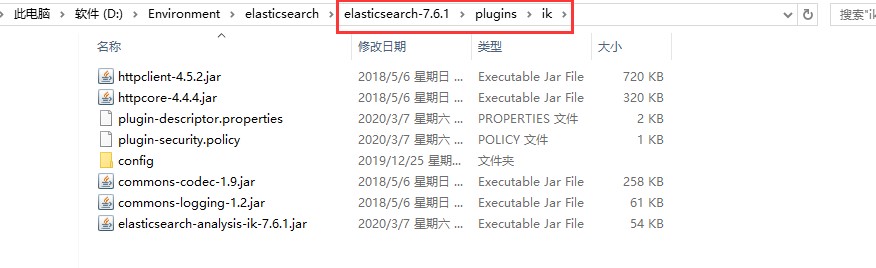 此电脑 > 软件 (D:) > Environment > elasticsearch > elasticsearch-7.6.1 > plugins > ik > 搜索"ik
名称 修改日期 类型 大小
httpclient-4.5.2.jar 2018/5/6 星期日 ... Executable Jar File 720 KB
httpcore-4.4.4.jar 2018/5/6 星期日 ... Executable Jar File 320 KB
plugin-descriptor.properties 2020/3/7 星期六 ... PROPERTIES 文件 2 KB
plugin-security.policy 2020/3/7 星期六 ... POLICY 文件 1 KB
config 2019/12/25 星期... 文件夹
commons-codec-1.9.jar 2018/5/6 星期日 ... Executable Jar File 258 KB
commons-logging-1.2.jar 2018/5/6 星期日 ... Executable Jar File 61 KB
elasticsearch-analysis-ik-7.6.1.jar 2020/3/7 星期六 ... Executable Jar File 54 KB